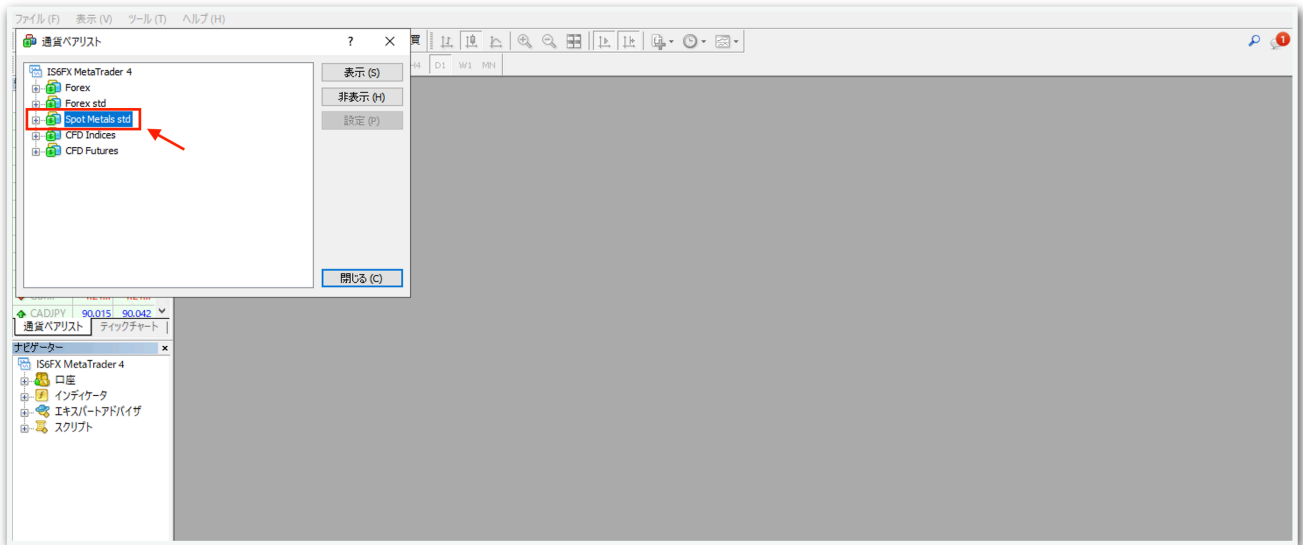 ファイル (F) 表示 (V) ツール (T) ヘルプ (H)
通貨ペアリスト ? ×
買
1
IS6FX MetaTrader 4
Forex
Forex std
Spot Metals std
CFD Indices
CFD Futures
表示 (S)
非表示 (H)
設定 (P)
閉じる (C)
H4 D1 W1 MN
CADJPY 90.015 90.042
通貨ペアリスト ティックチャート
ナビゲーター ×
IS6FX MetaTrader 4
口座
インディケータ
エキスパートアドバイザ
スクリプト